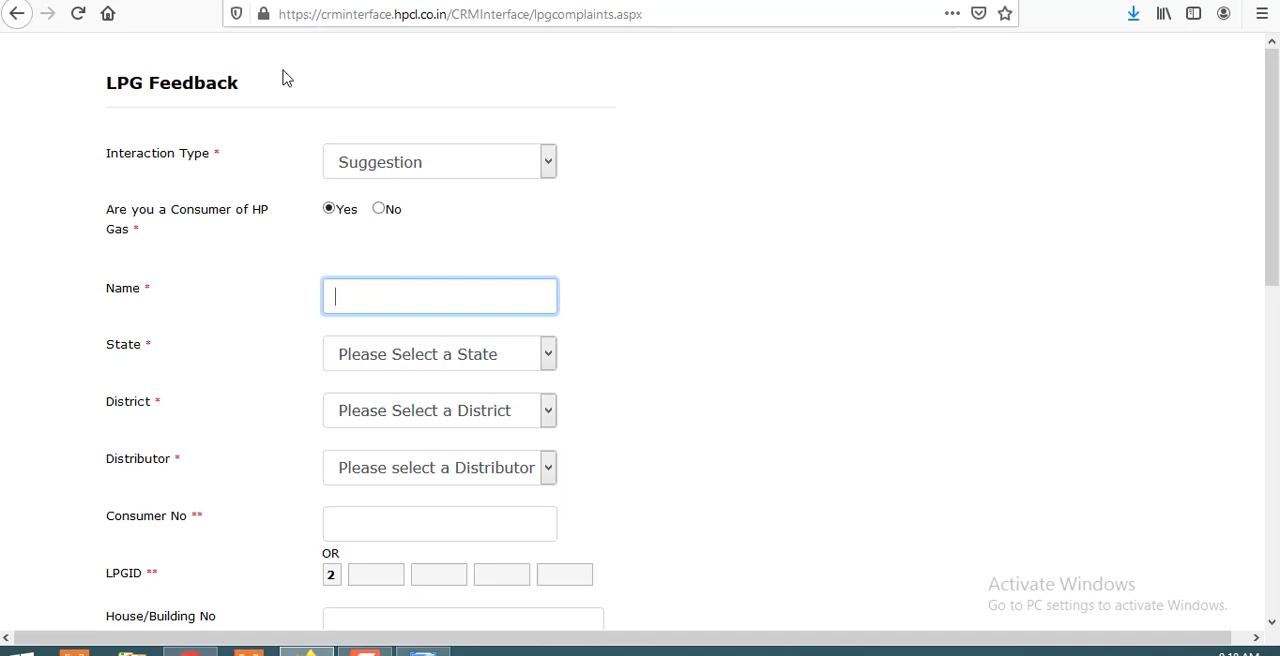 https://crminterface.hpcl.co.in/CRMInterface/lpgcomplaints.aspx
LPG Feedback
Interaction Type *
Suggestion
Are you a Consumer of HP
Gas *
Yes
No
Name *
State *
Please Select a State
District *
Please Select a District
Distributor *
Please select a Distributor
Consumer No **
OR
LPGID **
2
House/Building No
Activate Windows
Go to PC settings to activate Windows.